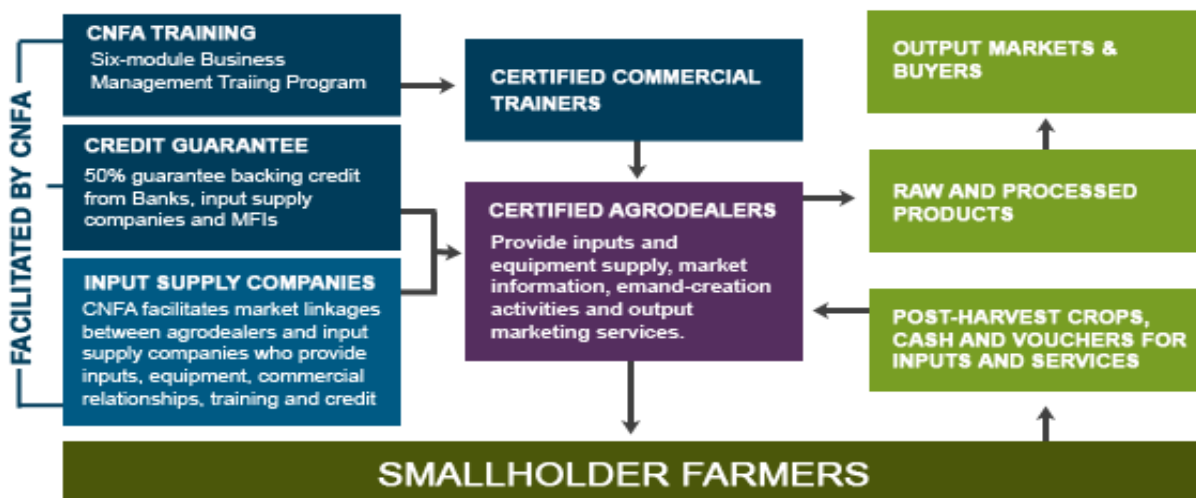 FACILITATED BY CNFA
CNFA TRAINING
Six-module Business
Management Traiing Program
CREDIT GUARANTEE
50% guarantee backing credit
from Banks, input supply
companies and MFIs
INPUT SUPPLY COMPANIES
CNFA facilitates market linkages
between agrodealers and input
supply companies who provide
inputs, equipment, commercial
relationships, training and credit
CERTIFIED COMMERCIAL
TRAINERS
CERTIFIED AGRODEALERS
Provide inputs and
equipment supply, market
information, emand-creation
activities and output
marketing services.
OUTPUT MARKETS &
BUYERS
RAW AND PROCESSED
PRODUCTS
POST-HARVEST CROPS,
CASH AND VOUCHERS FOR
INPUTS AND SERVICES
SMALLHOLDER FARMERS